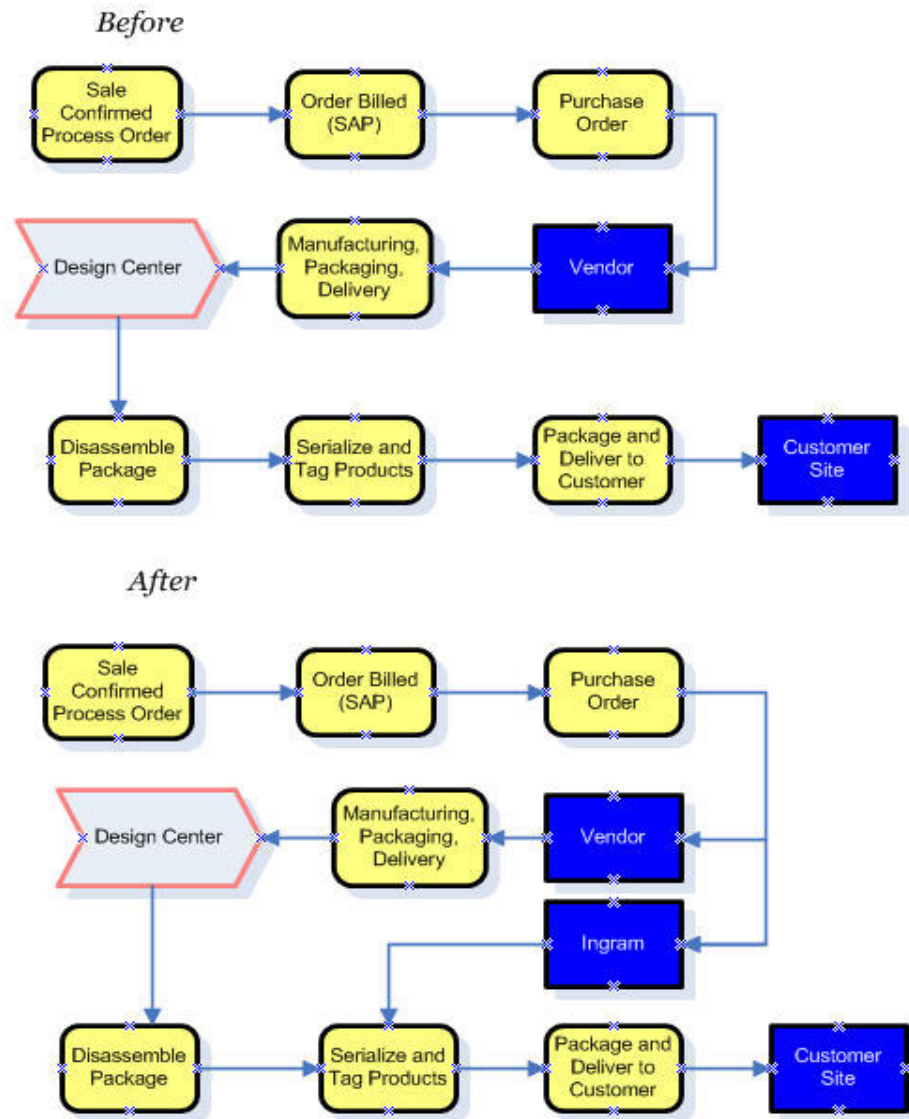 Before
Sale
Confirmed
Process Order
Order Billed
(SAP)
Purchase
Order
Design Center
Manufacturing,
Packaging,
Delivery
Vendor
Disassemble
Package
Serialize and
Tag Products
Package and
Deliver to
Customer
Customer
Site
After
Sale
Confirmed
Process Order
Order Billed
(SAP)
Purchase
Order
Design Center
Manufacturing,
Packaging,
Delivery
Vendor
Ingram
Disassemble
Package
Serialize and
Tag Products
Package and
Deliver to
Customer
Customer
Site